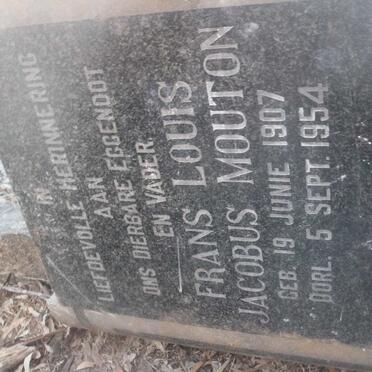 IN
LIEFDEVOLLE HERINNERING
AAN
ONS DIERBARE EGGENOOT
EN VADER
FRANS LOUIS
JACOBUS MOUTON
GEB. 19 JUNIE 1907
OORL. 5 SEPT. 1954